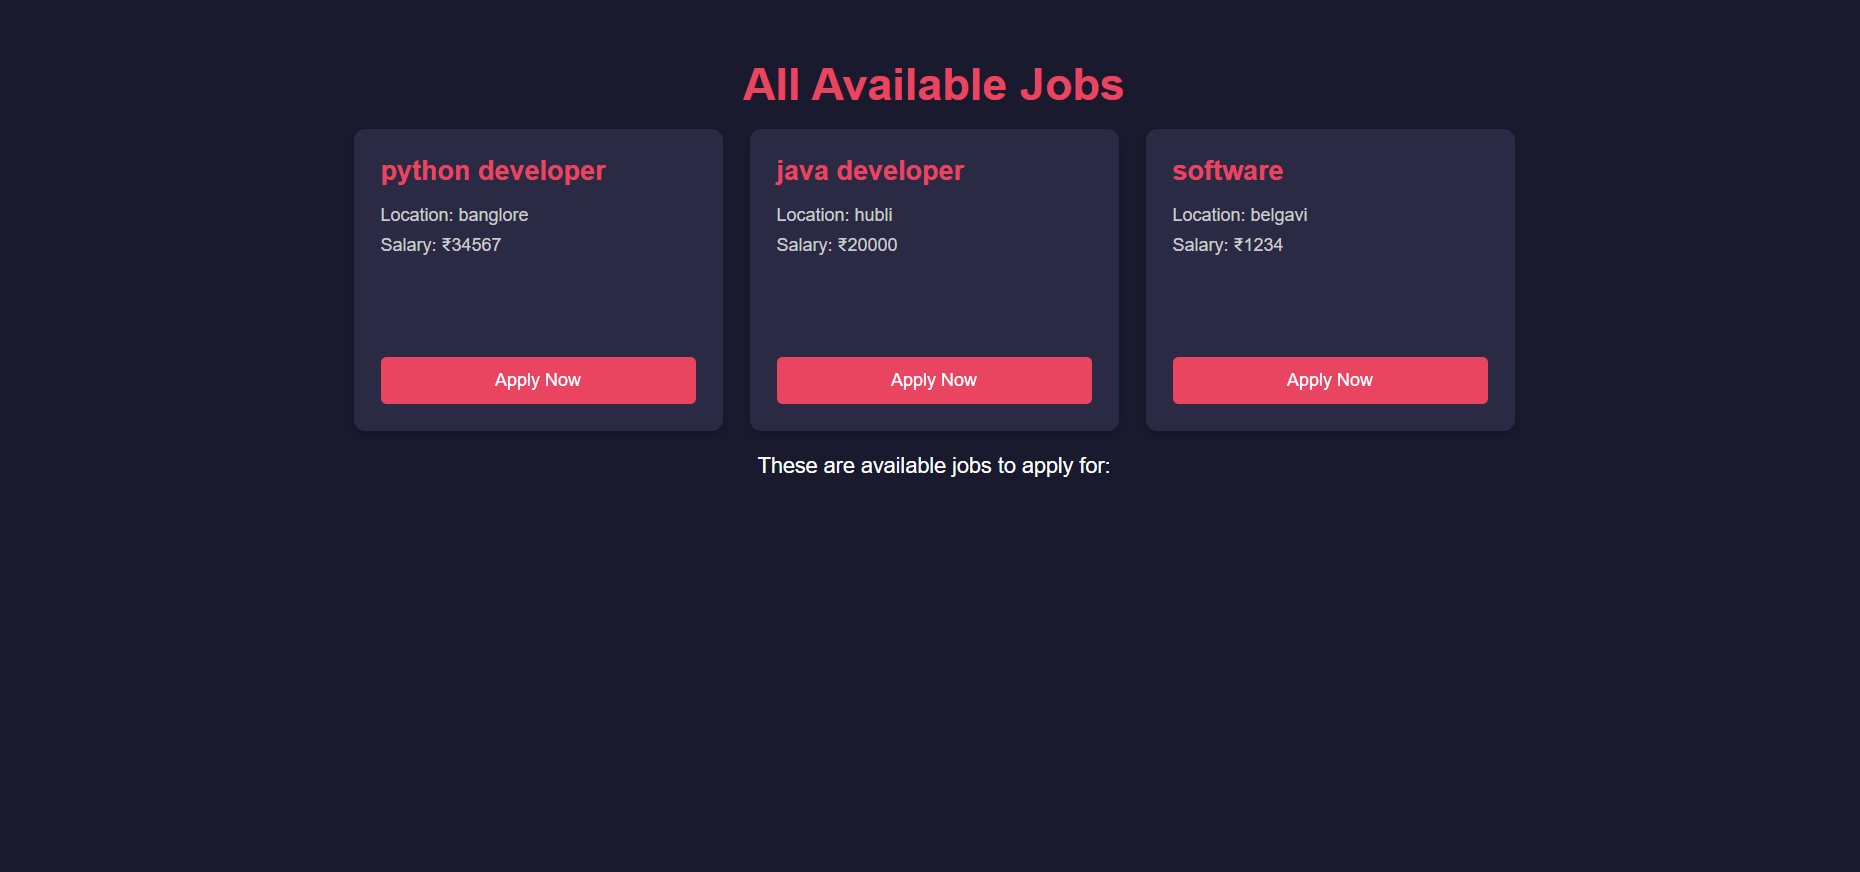 All Available Jobs
python developer
Location: banglore
Salary: ₹34567
Apply Now
java developer
Location: hubli
Salary: ₹20000
Apply Now
software
Location: belgavi
Salary: ₹1234
Apply Now
These are available jobs to apply for: